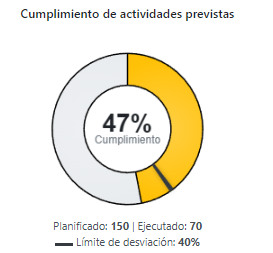 Cumplimiento de actividades previstas
47%
Cumplimiento
Planificado: 150 | Ejecutado: 70
Límite de desviación: 40%